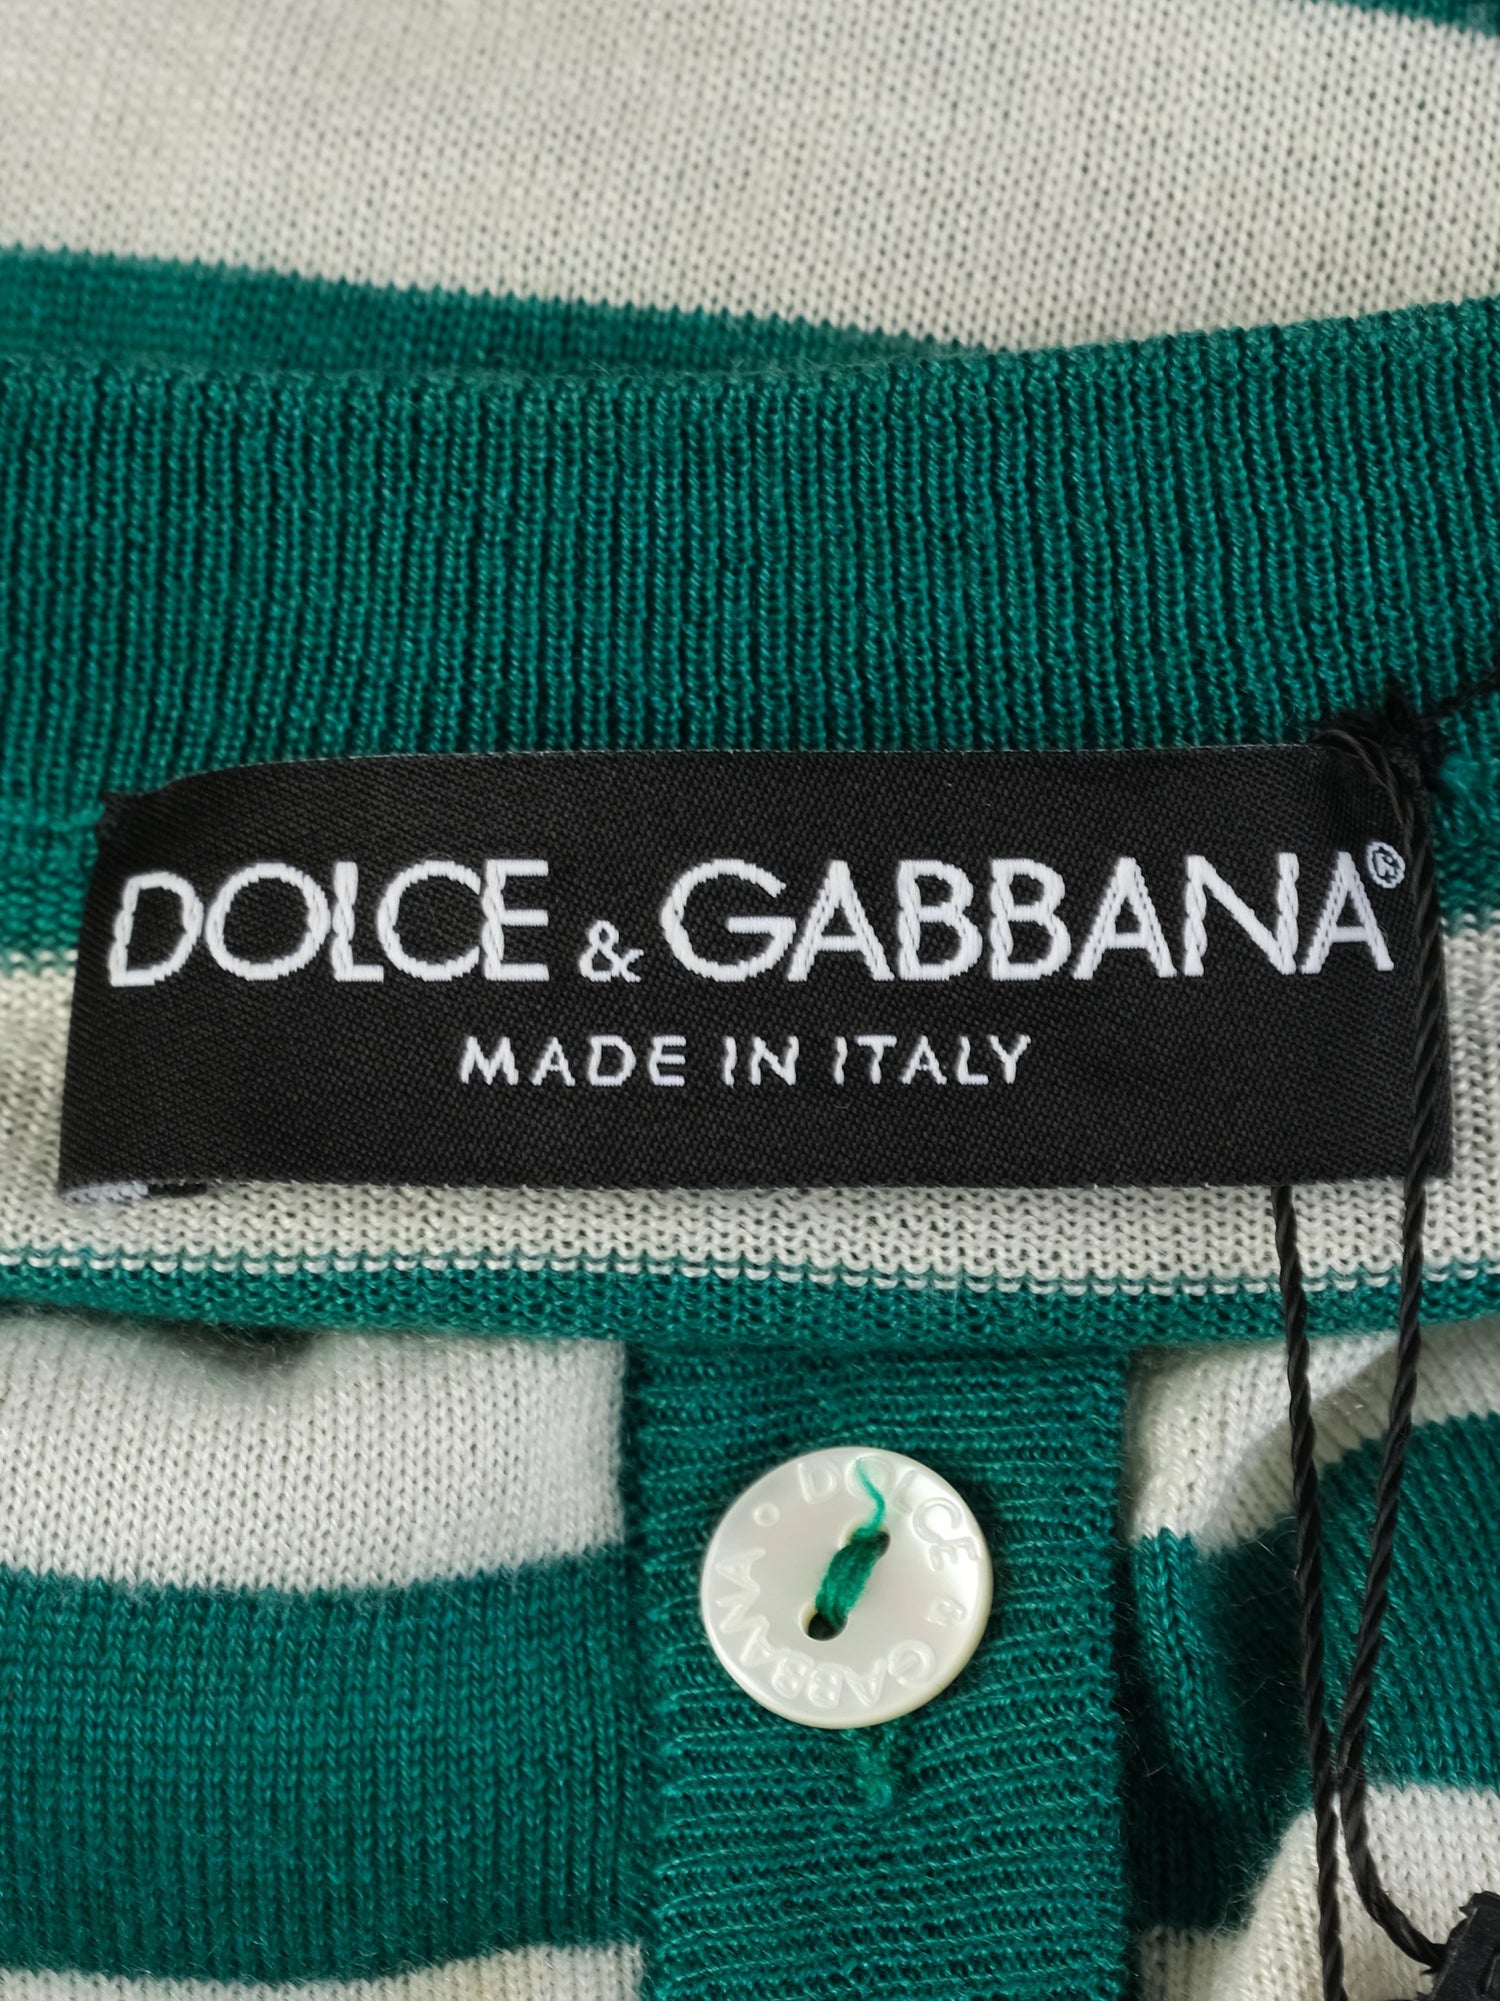 DOLCE & GABBANA®
MADE IN ITALY
DOLCE & GABBANA •